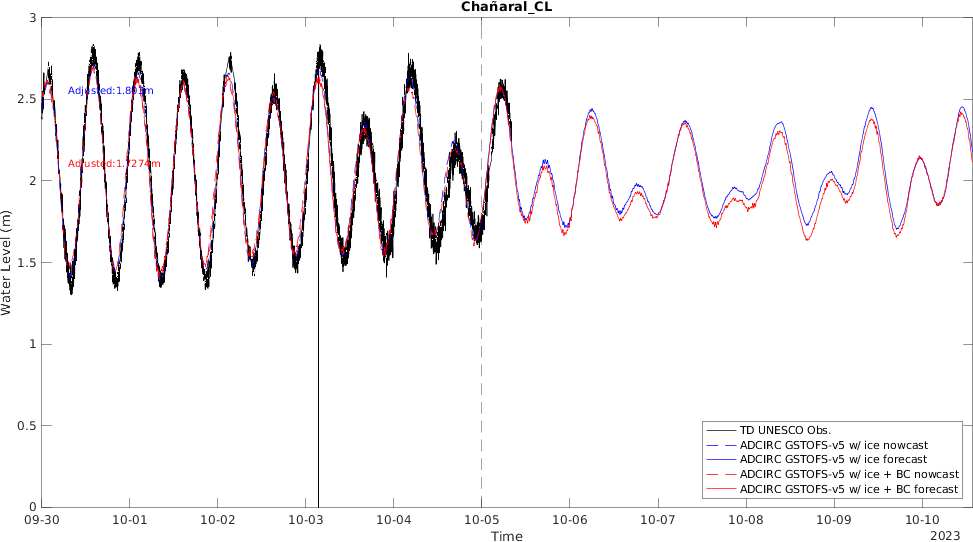 Chañaral_CL
3
2.5
2
1.5
1
0.5
0
Water Level (m)
Adjusted:1.7274m
09-30
10-01
10-02
10-03
10-04
10-05
10-06
10-07
10-08
10-09
10-10
Time
2023
TD UNESCO Obs.
ADCIRC GSTOFS-v5 w/ ice nowcast
ADCIRC GSTOFS-v5 w/ ice forecast
ADCIRC GSTOFS-v5 w/ ice + BC nowcast
ADCIRC GSTOFS-v5 w/ ice + BC forecast